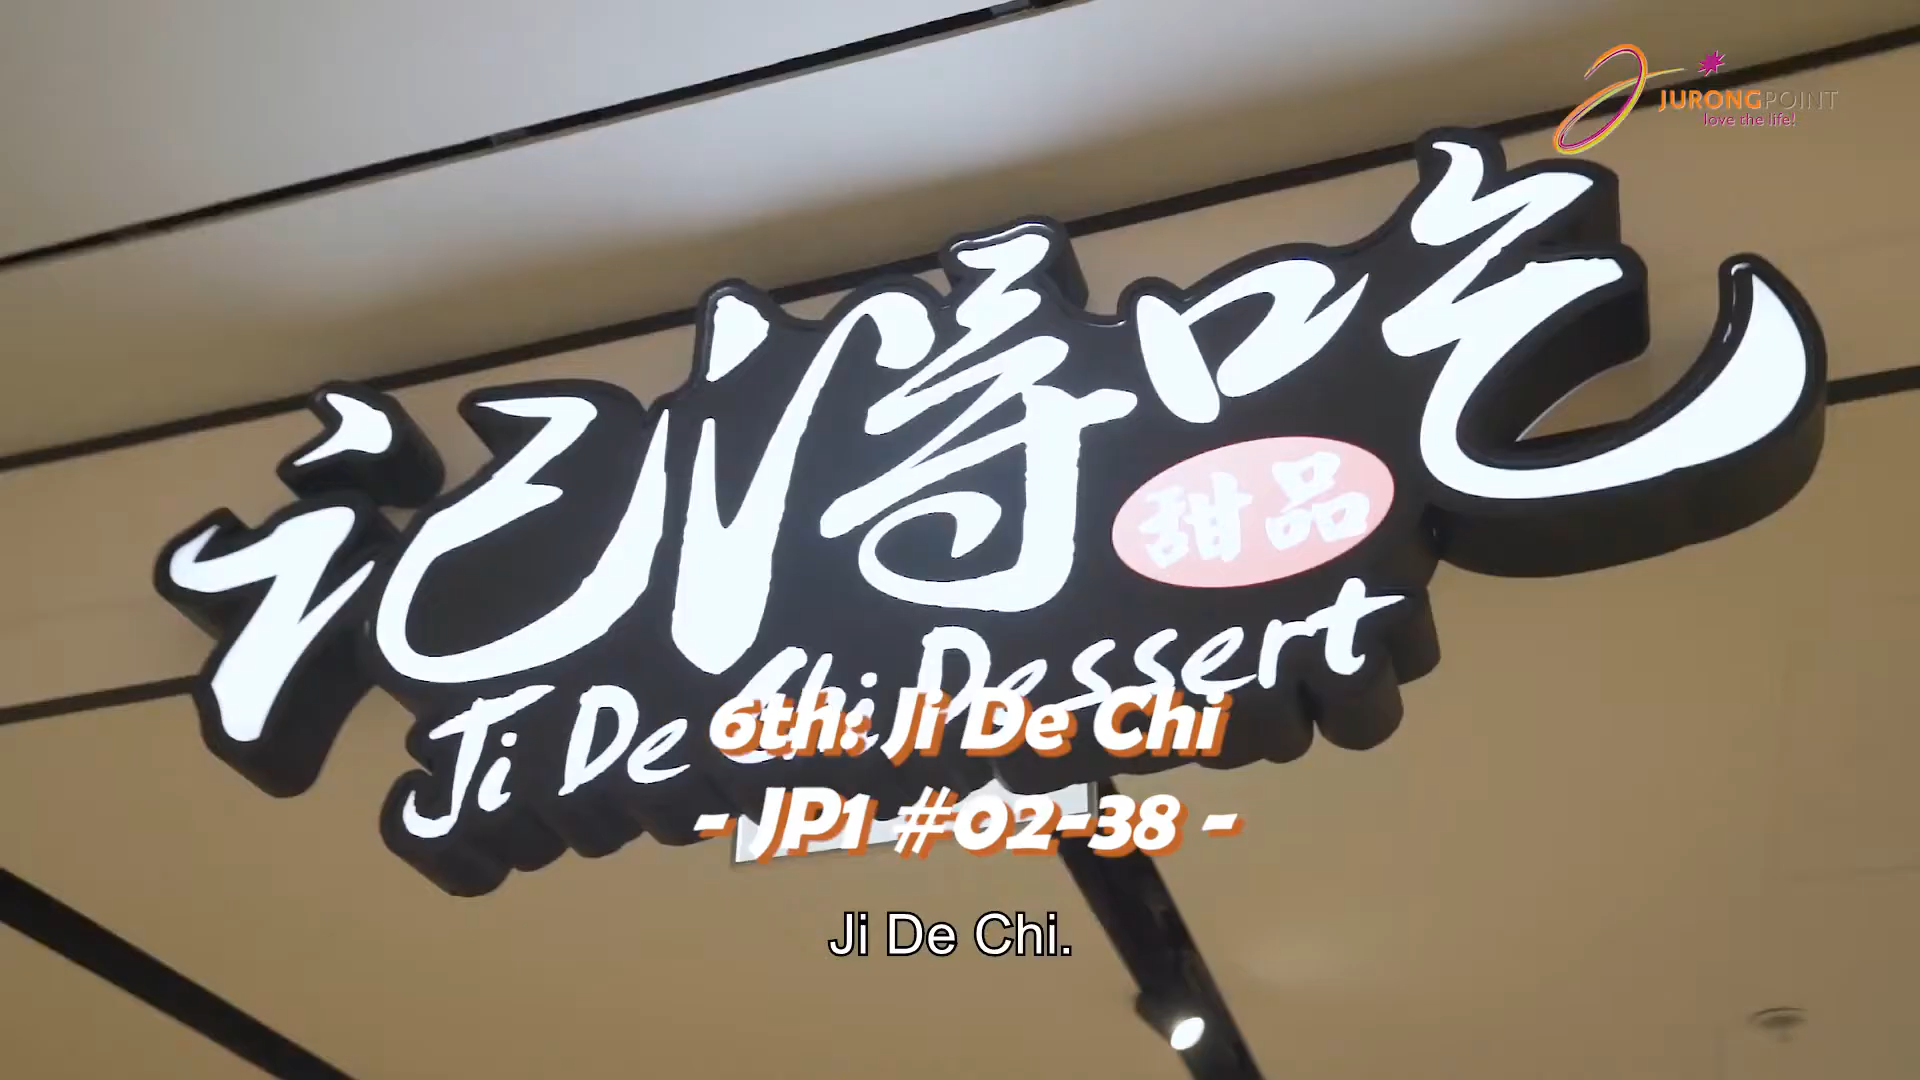 JURONGPOINT
love the life!
记得吃
甜品
Ji De Chi Dessert
6th: Ji De Chi
- JP1 #02-38 -
Ji De Chi.